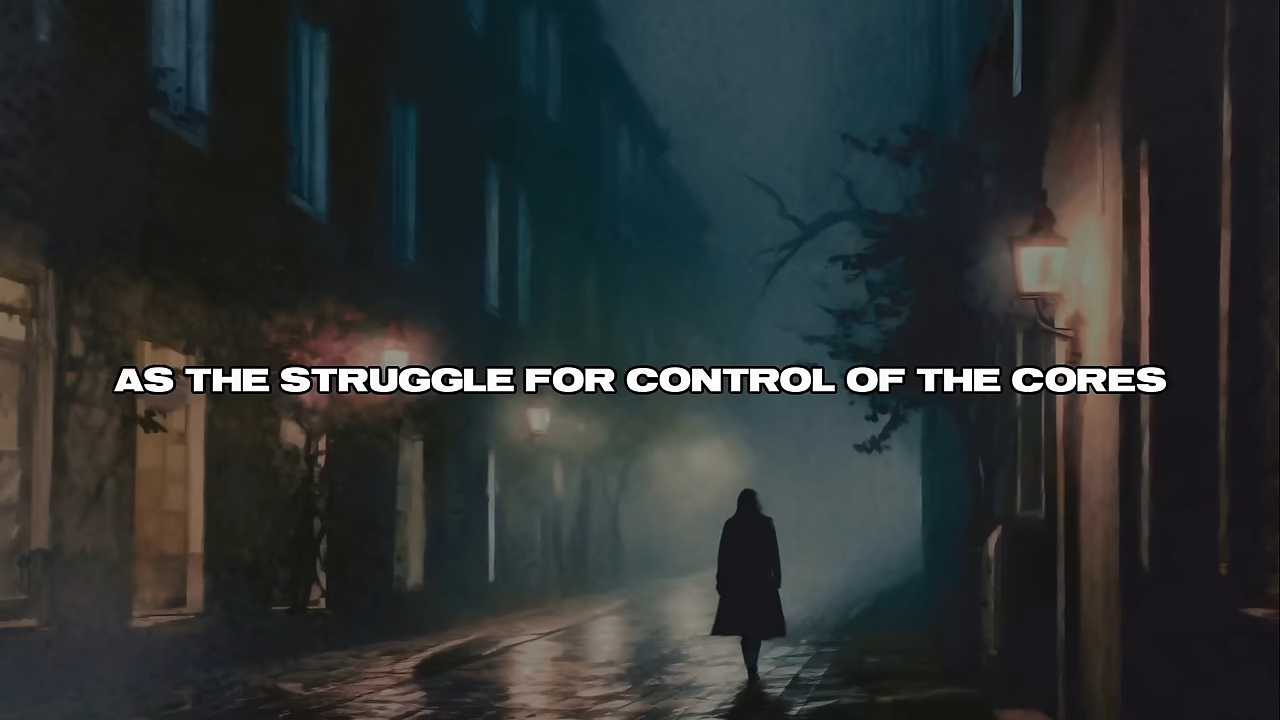 AS THE STRUGGLE FOR CONTROL OF THE CORES